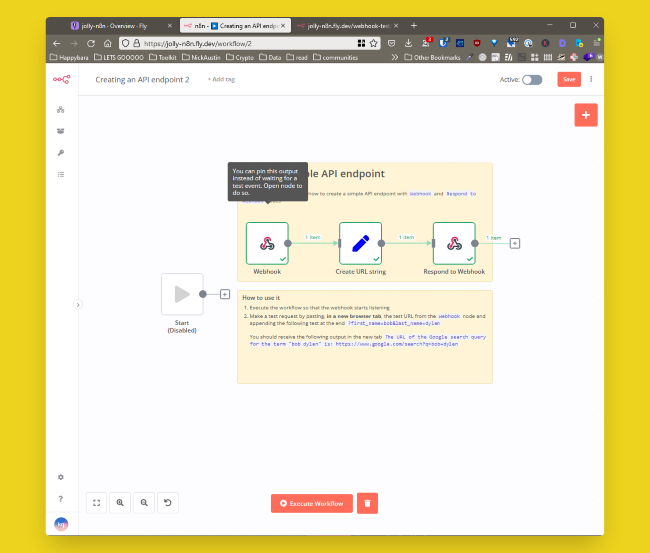 jolly-n8n - Overview · Fly
n8n - Creating an API endp
jolly-n8n.fly.dev/webhook-test
https://jolly-n8n.fly.dev/workflow/2
Happybara
LETS GOOOOO
Toolkit
NickAustin
Crypto
Data
read
communities
Other Bookmarks
Creating an API endpoint 2
+ Add tag
Active:
Save
You can pin this output
instead of waiting for a
test event. Open node to
do so.
ple API endpoint
how to create a simple API endpoint with Webhook and Respond to
1 item
1 item
1 item
Webhook
Create URL string
Respond to Webhook
Start
(Disabled)
How to use it
1. Execute the workflow so that the webhook starts listening
2. Make a test request by pasting, in a new browser tab, the test URL from the Webhook node and
appending the following test at the end ?first_name=bob&last_name=dylan
You should receive the following output in the new tab The URL of the Google search query
for the term "bob dylan" is: https://www.google.com/search?q=bob+dylan
Execute Workflow